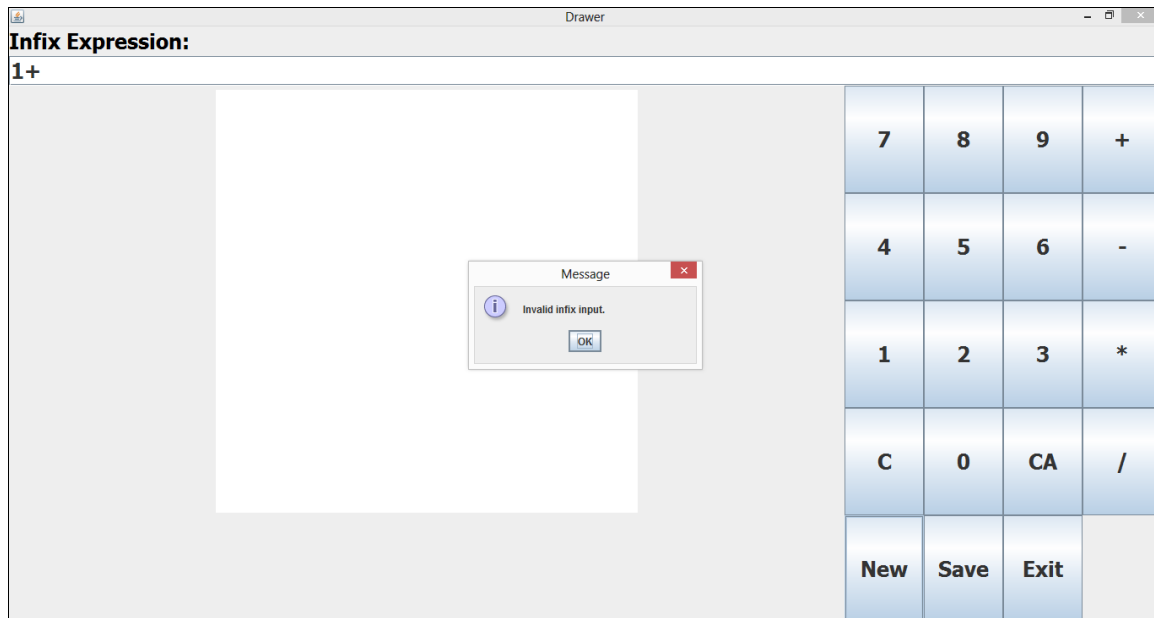 Drawer
Infix Expression:
1+
7 8 9 +
Message
4 5 6 -
i Invalid infix input.
OK
1 2 3 *
C 0 CA /
New Save Exit